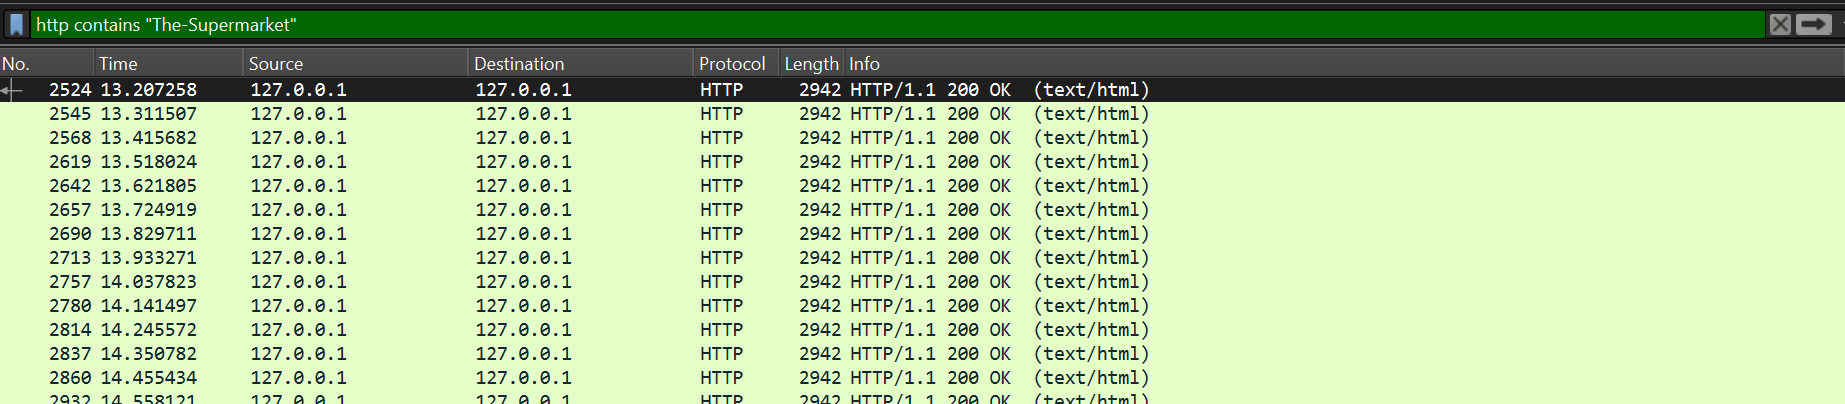 http contains "The-Supermarket"
No. Time Source Destination Protocol Length Info
2524 13.207258 127.0.0.1 127.0.0.1 HTTP 2942 HTTP/1.1 200 OK (text/html)
2545 13.311507 127.0.0.1 127.0.0.1 HTTP 2942 HTTP/1.1 200 OK (text/html)
2568 13.415682 127.0.0.1 127.0.0.1 HTTP 2942 HTTP/1.1 200 OK (text/html)
2619 13.518024 127.0.0.1 127.0.0.1 HTTP 2942 HTTP/1.1 200 OK (text/html)
2642 13.621805 127.0.0.1 127.0.0.1 HTTP 2942 HTTP/1.1 200 OK (text/html)
2657 13.724919 127.0.0.1 127.0.0.1 HTTP 2942 HTTP/1.1 200 OK (text/html)
2690 13.829711 127.0.0.1 127.0.0.1 HTTP 2942 HTTP/1.1 200 OK (text/html)
2713 13.933271 127.0.0.1 127.0.0.1 HTTP 2942 HTTP/1.1 200 OK (text/html)
2757 14.037823 127.0.0.1 127.0.0.1 HTTP 2942 HTTP/1.1 200 OK (text/html)
2780 14.141497 127.0.0.1 127.0.0.1 HTTP 2942 HTTP/1.1 200 OK (text/html)
2814 14.245572 127.0.0.1 127.0.0.1 HTTP 2942 HTTP/1.1 200 OK (text/html)
2837 14.350782 127.0.0.1 127.0.0.1 HTTP 2942 HTTP/1.1 200 OK (text/html)
2860 14.455434 127.0.0.1 127.0.0.1 HTTP 2942 HTTP/1.1 200 OK (text/html)
2932 14.558121 127.0.0.1 127.0.0.1 HTTP 2942 HTTP/1.1 200 OK (text/html)